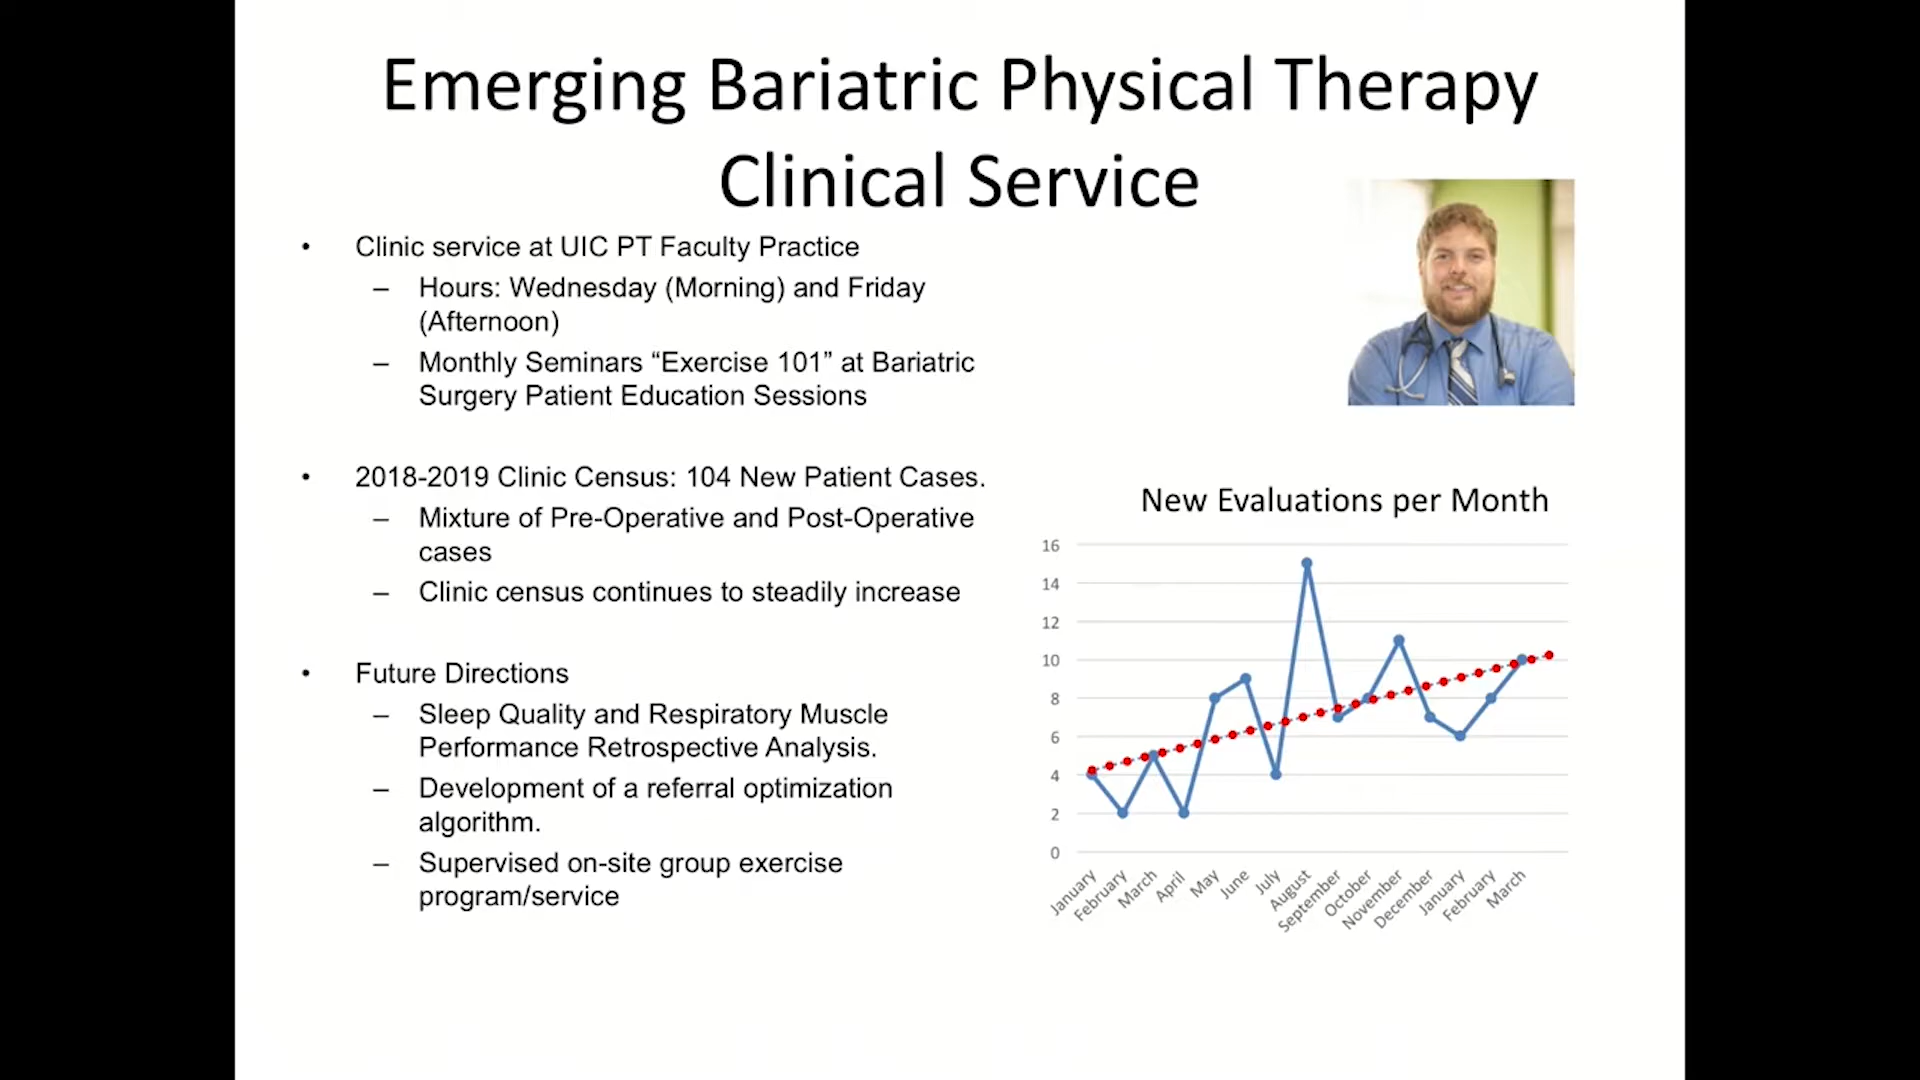 Emerging Bariatric Physical Therapy
Clinical Service
• Clinic service at UIC PT Faculty Practice
– Hours: Wednesday (Morning) and Friday
(Afternoon)
– Monthly Seminars “Exercise 101” at Bariatric
Surgery Patient Education Sessions
• 2018-2019 Clinic Census: 104 New Patient Cases.
– Mixture of Pre-Operative and Post-Operative
cases
– Clinic census continues to steadily increase
• Future Directions
– Sleep Quality and Respiratory Muscle
Performance Retrospective Analysis.
– Development of a referral optimization
algorithm.
– Supervised on-site group exercise
program/service
New Evaluations per Month
16
14
12
10
8
6
4
2
0
January
February
March
April
May
June
July
August
September
October
November
December
January
February
March